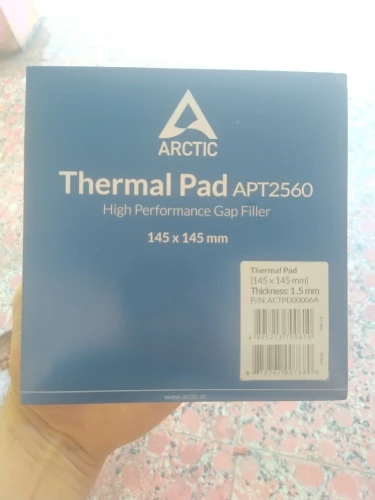 ARCTIC
Thermal Pad APT2560
High Performance Gap Filler
145 x 145 mm
Thermal Pad
(145 x 145 mm)
Thickness: 1.5 mm
P/N: ACTPD00006A
www.arctic.ac